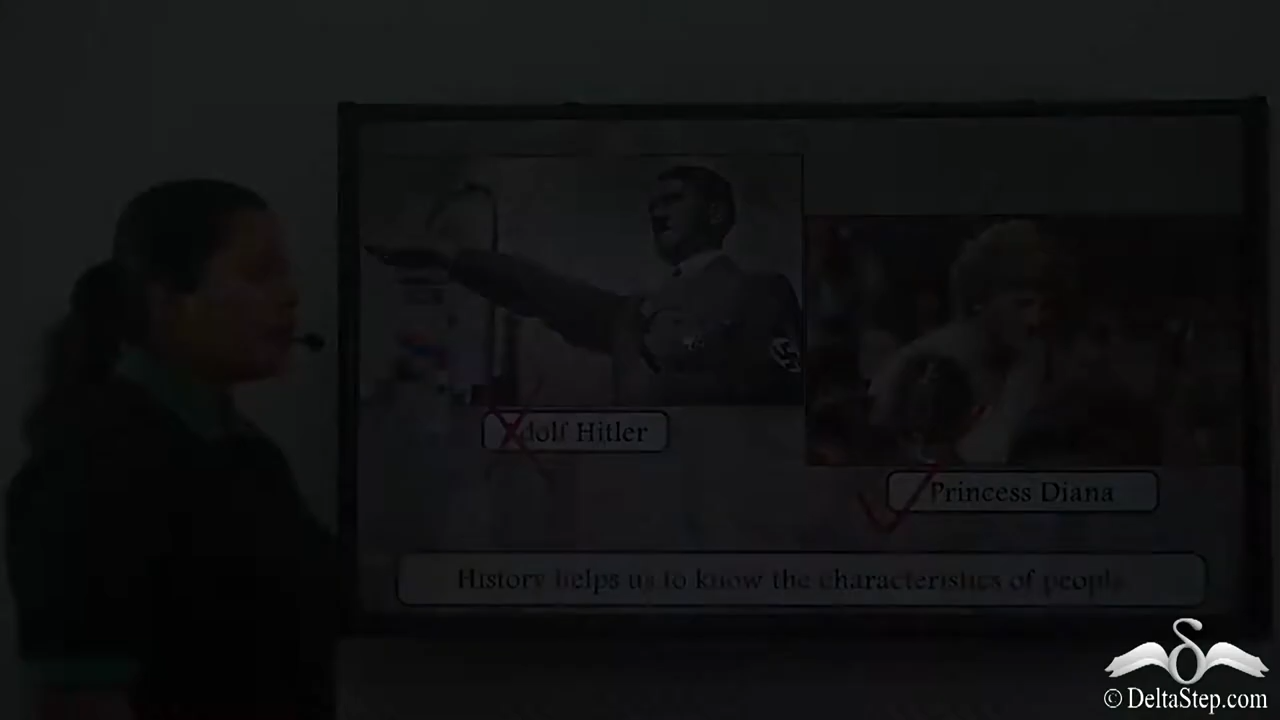 Adolf Hitler
Princess Diana
History helps us to know the characteristics of people
© DeltaStep.com